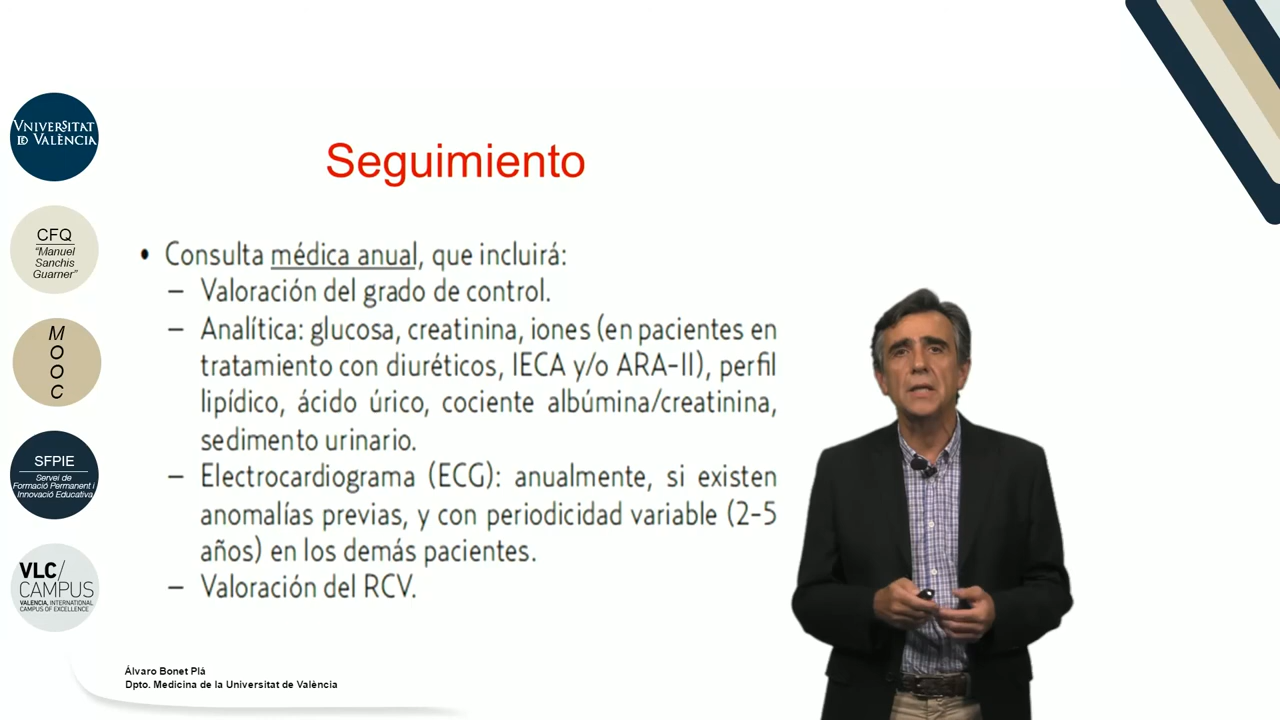 VNIVERSITAT
ID VALÈNCIA
CFQ
"Manuel
Sanchis
Guarner"
M
O
O
C
SFPIE
Servei de
Formació Permanent i
Innovació Educativa
VLC/
CAMPUS
VALENCIA, INTERNATIONAL
CAMPUS OF EXCELLENCE
Seguimiento
• Consulta médica anual, que incluirá:
– Valoración del grado de control.
– Analítica: glucosa, creatinina, iones (en pacientes en
tratamiento con diuréticos, IECA y/o ARA-II), perfil
lipídico, ácido úrico, cociente albúmina/creatinina,
sedimento urinario.
– Electrocardiograma (ECG): anualmente, si existen
anomalías previas, y con periodicidad variable (2-5
años) en los demás pacientes.
– Valoración del RCV.
Álvaro Bonet Plá
Dpto. Medicina de la Universitat de València